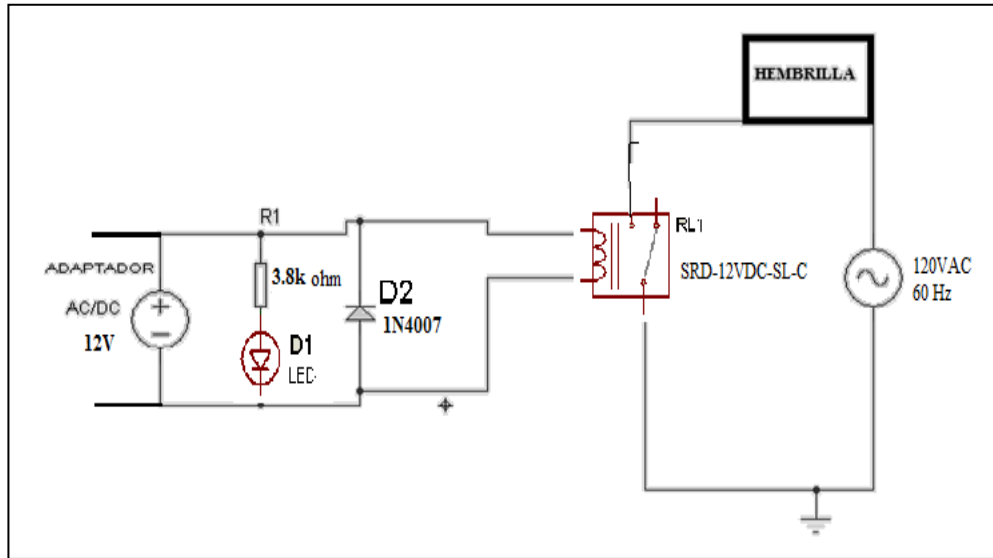 HEMBRILLA
R1
RL1
ADAPTADOR
3.8k ohm
SRD-12VDC-SL-C
120VAC
60 Hz
AC/DC
12V
D2
1N4007
D1
LED